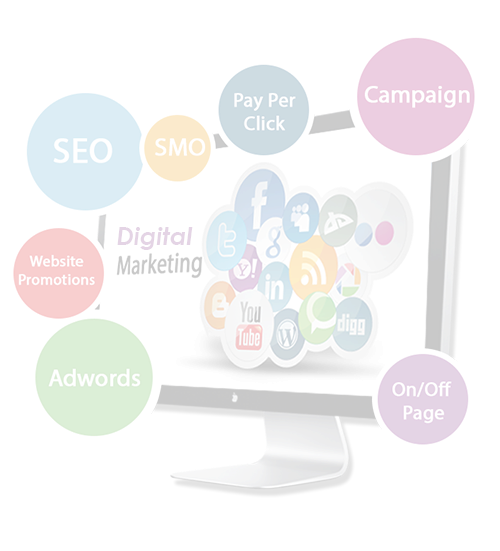 Campaign
Pay Per
Click
SEO
SMO
Digital
Marketing
Website
Promotions
You
Tube
digg
Adwords
On/Off
Page